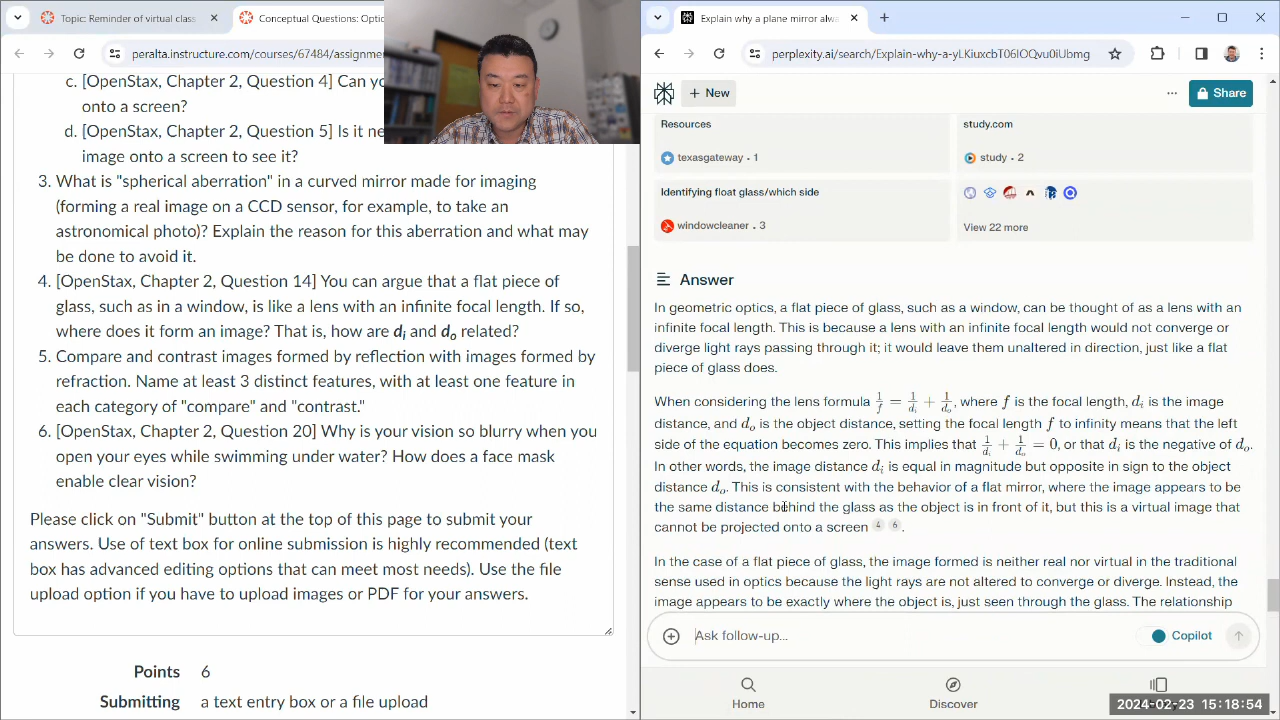 Topic: Reminder of virtual class
Conceptual Questions: Optic
peralta.instructure.com/courses/67484/assignme
c. [OpenStax, Chapter 2, Question 4] Can yo
onto a screen?
d. [OpenStax, Chapter 2, Question 5] Is it ne
image onto a screen to see it?
3. What is "spherical aberration" in a curved mirror made for imaging
(forming a real image on a CCD sensor, for example, to take an
astronomical photo)? Explain the reason for this aberration and what may
be done to avoid it.
4. [OpenStax, Chapter 2, Question 14] You can argue that a flat piece of
glass, such as in a window, is like a lens with an infinite focal length. If so,
where does it form an image? That is, how are di and do related?
5. Compare and contrast images formed by reflection with images formed by
refraction. Name at least 3 distinct features, with at least one feature in
each category of "compare" and "contrast."
6. [OpenStax, Chapter 2, Question 20] Why is your vision so blurry when you
open your eyes while swimming under water? How does a face mask
enable clear vision?
Please click on "Submit" button at the top of this page to submit your
answers. Use of text box for online submission is highly recommended (text
box has advanced editing options that can meet most needs). Use the file
upload option if you have to upload images or PDF for your answers.
Points 6
Submitting a text entry box or a file upload
Explain why a plane mirror alwa
perplexity.ai/search/Explain-why-a-yLKiuxcbT06IOQvu0iUbmg
+ New
Share
Resources
texasgateway · 1
study.com
study · 2
Identifying float glass/which side
windowcleaner · 3
View 22 more
Answer
In geometric optics, a flat piece of glass, such as a window, can be thought of as a lens with an
infinite focal length. This is because a lens with an infinite focal length would not converge or
diverge light rays passing through it; it would leave them unaltered in direction, just like a flat
piece of glass does.
When considering the lens formula 1/f = 1/di + 1/do, where f is the focal length, di is the image
distance, and do is the object distance, setting the focal length f to infinity means that the left
side of the equation becomes zero. This implies that 1/di + 1/do = 0, or that di is the negative of do.
In other words, the image distance di is equal in magnitude but opposite in sign to the object
distance do. This is consistent with the behavior of a flat mirror, where the image appears to be
the same distance behind the glass as the object is in front of it, but this is a virtual image that
cannot be projected onto a screen 4 6.
In the case of a flat piece of glass, the image formed is neither real nor virtual in the traditional
sense used in optics because the light rays are not altered to converge or diverge. Instead, the
image appears to be exactly where the object is, just seen through the glass. The relationship
Ask follow-up...
Copilot
Home
Discover
2024-02-23 15:18:54